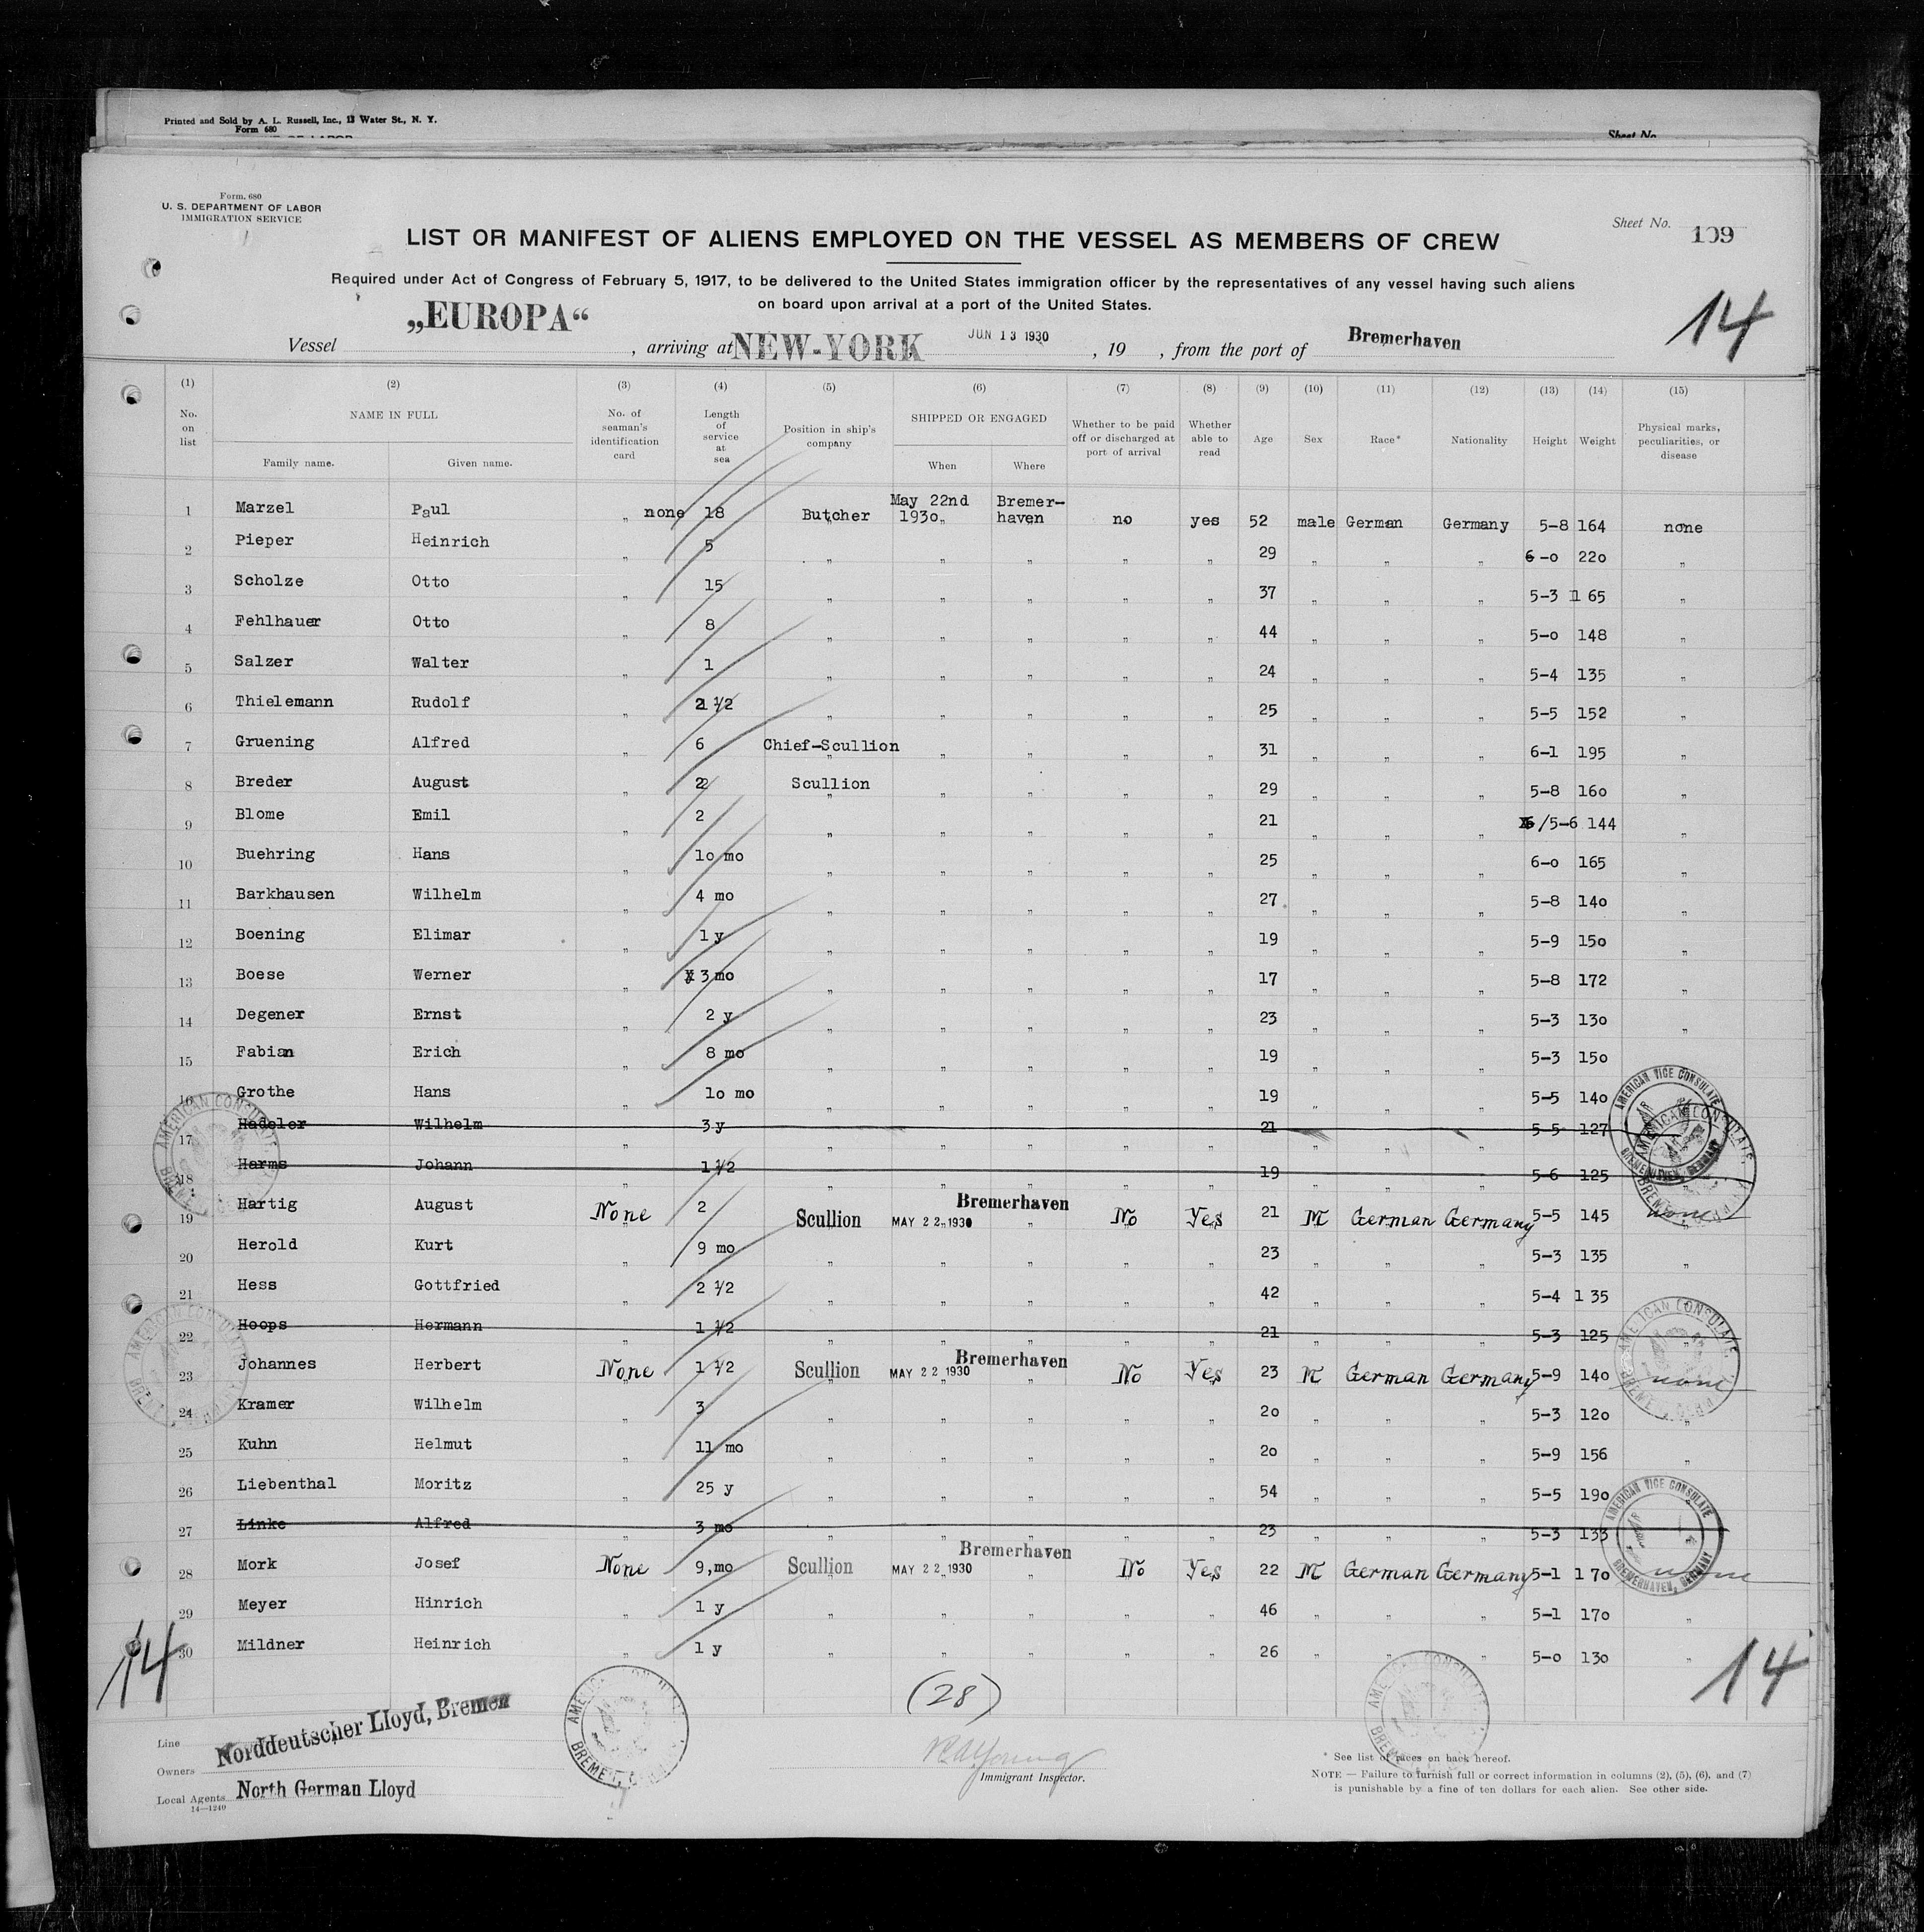 Printed and Sold by A. L. Russell, Inc., 13 Water St., N. Y.
Form 680
Sheet No.
Form. 680
U. S. DEPARTMENT OF LABOR
IMMIGRATION SERVICE
Sheet No. 109
LIST OR MANIFEST OF ALIENS EMPLOYED ON THE VESSEL AS MEMBERS OF CREW
Required under Act of Congress of February 5, 1917, to be delivered to the United States immigration officer by the representatives of any vessel having such aliens
on board upon arrival at a port of the United States.
14
Vessel „EUROPA“, arriving at NEW-YORK JUN 13 1930, 19 , from the port of Bremerhaven
(1) (2) (3) (4) (5) (6) (7) (8) (9) (10) (11) (12) (13) (14) (15)
No. on list
NAME IN FULL
Family name. Given name.
No. of seaman's identification card
Length of service at sea
Position in ship's company
SHIPPED OR ENGAGED
When Where
Whether to be paid off or discharged at port of arrival
Whether able to read
Age
Sex
Race*
Nationality
Height
Weight
Physical marks, peculiarities, or disease
1 Marzel Paul none 18 Butcher May 22nd 1930 Bremer-haven no yes 52 male German Germany 5-8 164 none
2 Pieper Heinrich „ 5 „ „ „ „ „ 29 „ „ „ 6-0 220 „
3 Scholze Otto „ 15 „ „ „ „ „ 37 „ „ „ 5-3 165 „
4 Fehlhauer Otto „ 8 „ „ „ „ „ 44 „ „ „ 5-0 148 „
5 Salzer Walter „ 1 „ „ „ „ „ 24 „ „ „ 5-4 135 „
6 Thielemann Rudolf „ 2 1/2 „ „ „ „ „ 25 „ „ „ 5-5 152 „
7 Gruening Alfred „ 6 Chief-Scullion „ „ „ „ 31 „ „ „ 6-1 195 „
8 Breder August „ 2 Scullion „ „ „ „ 29 „ „ „ 5-8 160 „
9 Blome Emil „ 2 „ „ „ „ „ 21 „ „ „ /5-6 144 „
10 Buehring Hans „ 10 mo „ „ „ „ „ 25 „ „ „ 6-0 165 „
11 Barkhausen Wilhelm „ 4 mo „ „ „ „ „ 27 „ „ „ 5-8 140 „
12 Boening Elimar „ 1 y „ „ „ „ „ 19 „ „ „ 5-9 150 „
13 Boese Werner „ 3 mo „ „ „ „ „ 17 „ „ „ 5-8 172 „
14 Degener Ernst „ 2 y „ „ „ „ „ 23 „ „ „ 5-3 130 „
15 Fabian Erich „ 8 mo „ „ „ „ „ 19 „ „ „ 5-3 150
16 Grothe Hans „ 10 mo „ „ „ „ „ 19 „ „ „ 5-5 140
17 Hadeler Wilhelm „ 3 y „ „ „ „ „ 21 „ „ „ 5-5 127
18 Harms Johann „ 1 1/2 „ „ „ „ „ 19 „ „ „ 5-6 125
19 Hartig August None 2 Scullion MAY 22 1930 Bremerhaven No Yes 21 M German Germany 5-5 145 none
20 Herold Kurt „ 9 mo „ „ „ „ „ 23 „ „ „ 5-3 135 „
21 Hess Gottfried „ 2 1/2 „ „ „ „ „ 42 „ „ „ 5-4 135
22 Hoops Hermann „ 1 1/2 „ „ „ „ „ 21 „ „ „ 5-3 125 „
23 Johannes Herbert None 1 1/2 Scullion MAY 22 1930 Bremerhaven No Yes 23 M German Germany 5-9 140 none
24 Kramer Wilhelm „ 3 „ „ „ „ „ 20 „ „ „ 5-3 120 „
25 Kuhn Helmut „ 11 mo „ „ „ „ „ 20 „ „ „ 5-9 156 „
26 Liebenthal Moritz „ 25 y „ „ „ „ „ 54 „ „ „ 5-5 190 „
27 Linke Alfred „ 3 mo „ „ „ „ „ 23 „ „ „ 5-3 133
28 Mork Josef None 9 mo Scullion MAY 22 1930 Bremerhaven No Yes 22 M German Germany 5-1 170 none
29 Meyer Hinrich „ 1 y „ „ „ „ „ 46 „ „ „ 5-1 170 „
30 Mildner Heinrich „ 1 y „ „ „ „ „ 26 „ „ „ 5-0 130 „
AMERICAN CONSULATE
AMERICAN VICE CONSULATE
BREMERHAVEN, GERMANY
AMERICAN CONSULATE
AMERICAN CONSULATE
AMERICAN VICE CONSULATE
BREMERHAVEN, GERMANY
14
14
(28)
Line Norddeutscher Lloyd, Bremen
Owners
Local Agents North German Lloyd
14—1240
Immigrant Inspector.
* See list of races on back hereof.
NOTE — Failure to furnish full or correct information in columns (2), (5), (6), and (7)
is punishable by a fine of ten dollars for each alien. See other side.